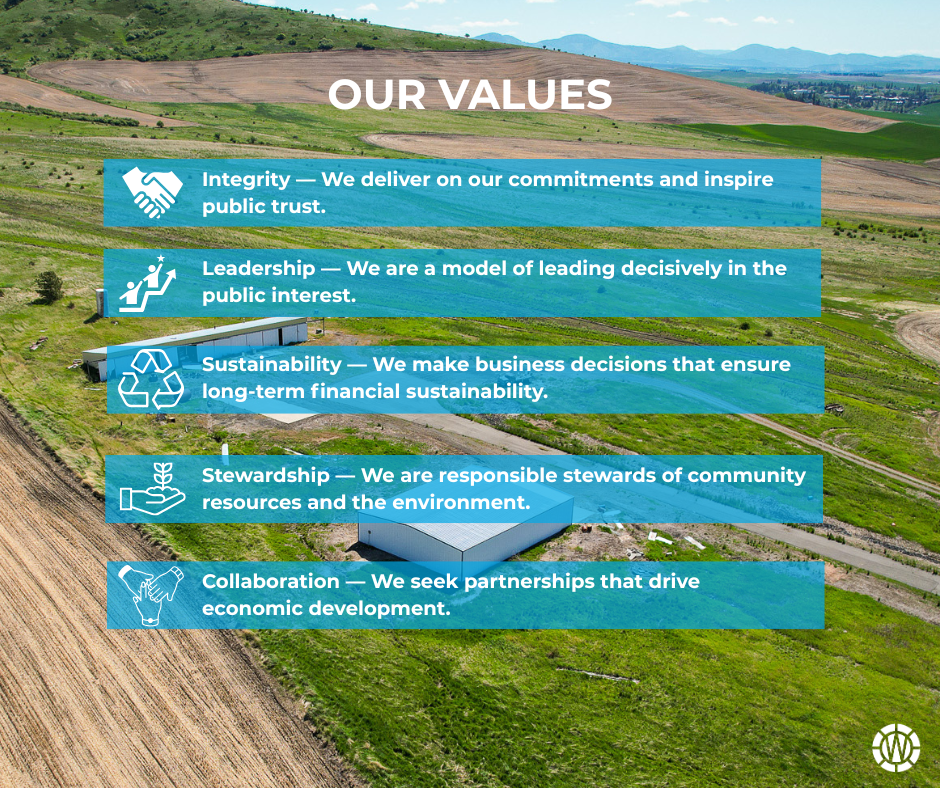 OUR VALUES
Integrity — We deliver on our commitments and inspire
public trust.
Leadership — We are a model of leading decisively in the
public interest.
Sustainability — We make business decisions that ensure
long-term financial sustainability.
Stewardship — We are responsible stewards of community
resources and the environment.
Collaboration — We seek partnerships that drive
economic development.
W